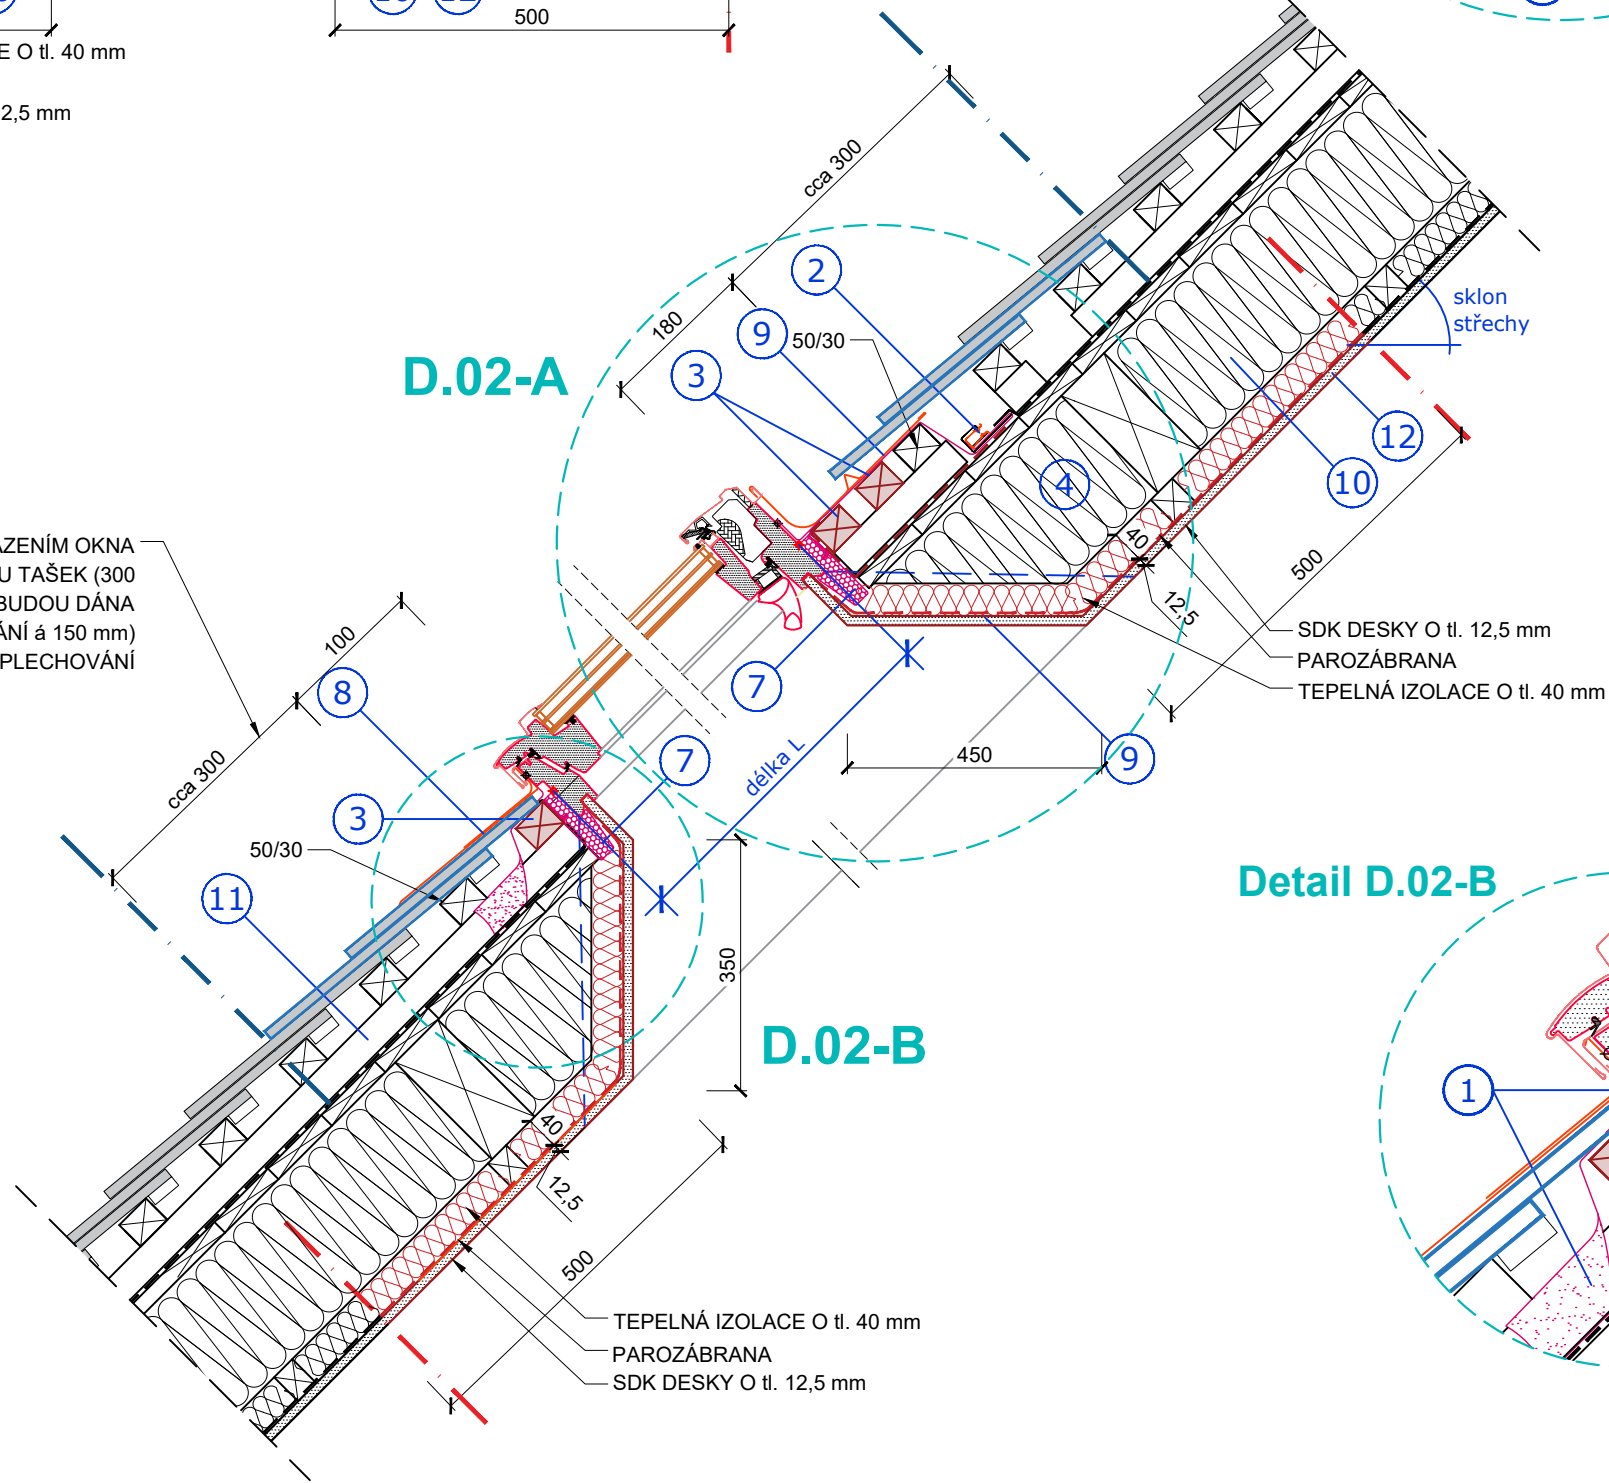 500
E O tl. 40 mm
2,5 mm
cca 300
180
2
9
50/30
3
D.02-A
sklon
střechy
12
10
4
40
12,5
500
AZENÍM OKNA
U TAŠEK (300
BUDOU DÁNA
ÁNÍ á 150 mm)
PLECHOVÁNÍ
100
8
7
SDK DESKY O tl. 12,5 mm
PAROZÁBRANA
TEPELNÁ IZOLACE O tl. 40 mm
cca 300
7
délka L
450
9
3
50/30
11
350
Detail D.02-B
D.02-B
1
40
12,5
500
TEPELNÁ IZOLACE O tl. 40 mm
PAROZÁBRANA
SDK DESKY O tl. 12,5 mm